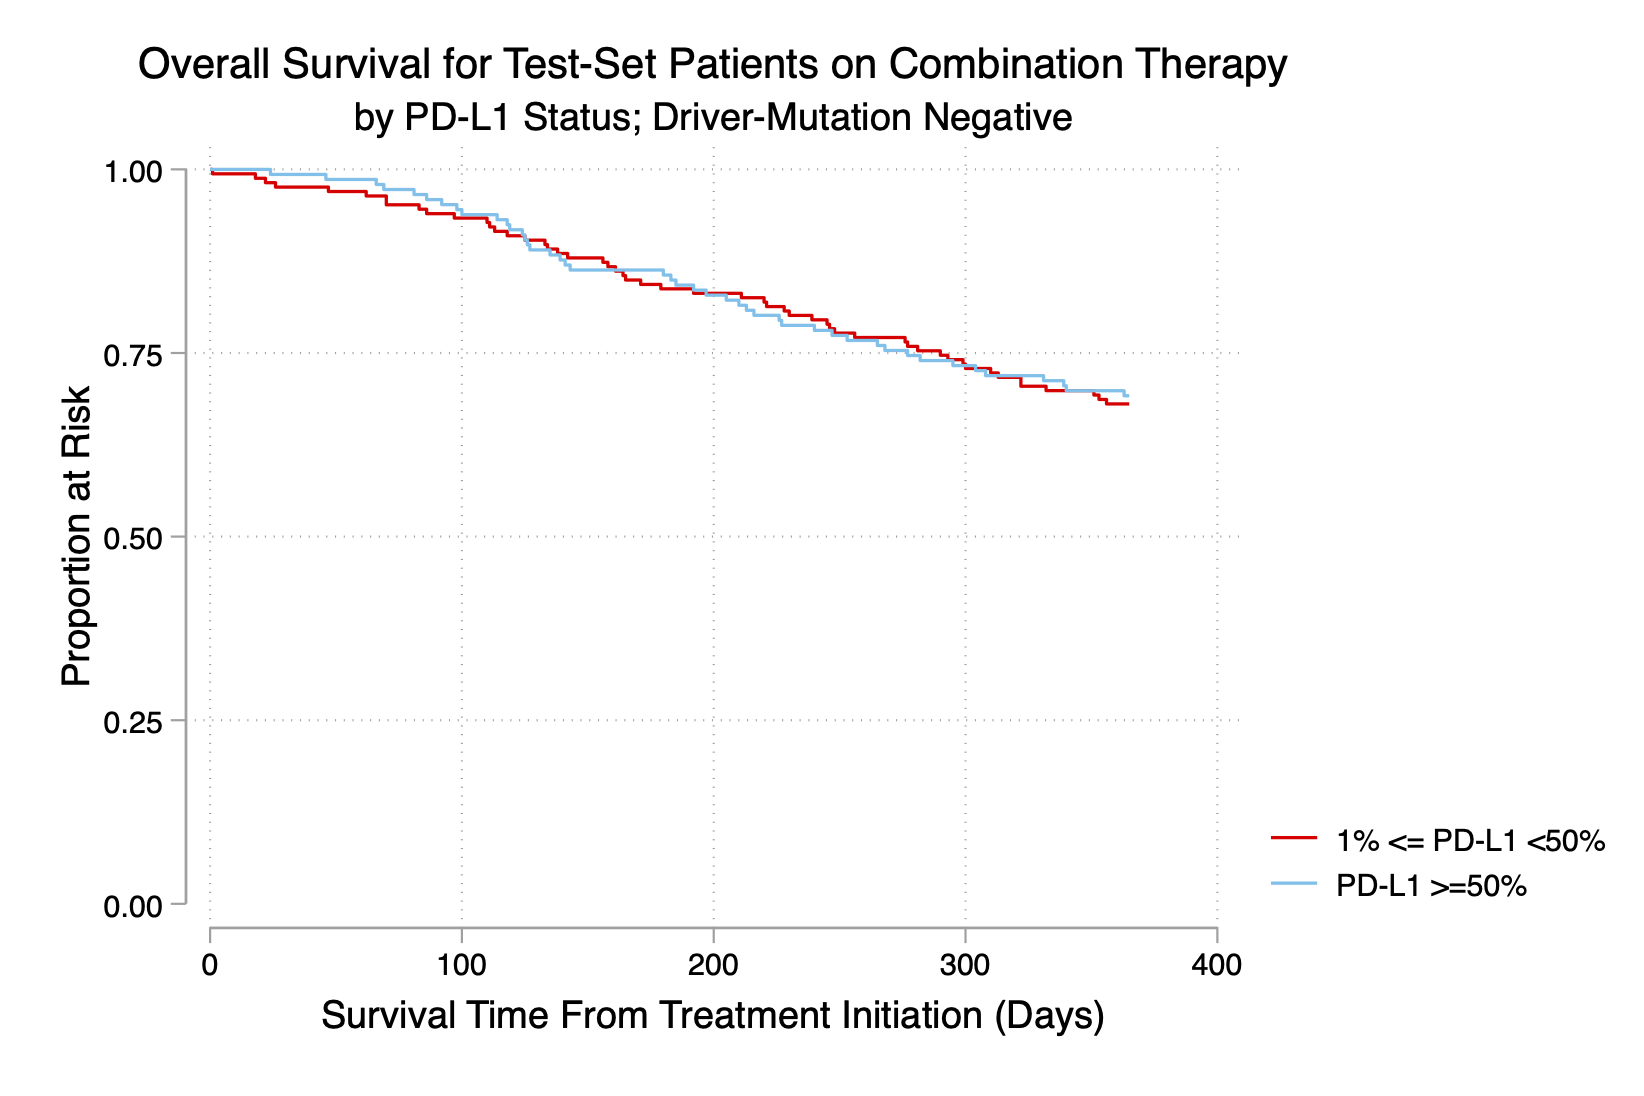 Overall Survival for Test-Set Patients on Combination Therapy
by PD-L1 Status; Driver-Mutation Negative
Proportion at Risk
1.00
0.75
0.50
0.25
0.00
0 100 200 300 400
Survival Time From Treatment Initiation (Days)
1% <= PD-L1 <50%
PD-L1 >=50%